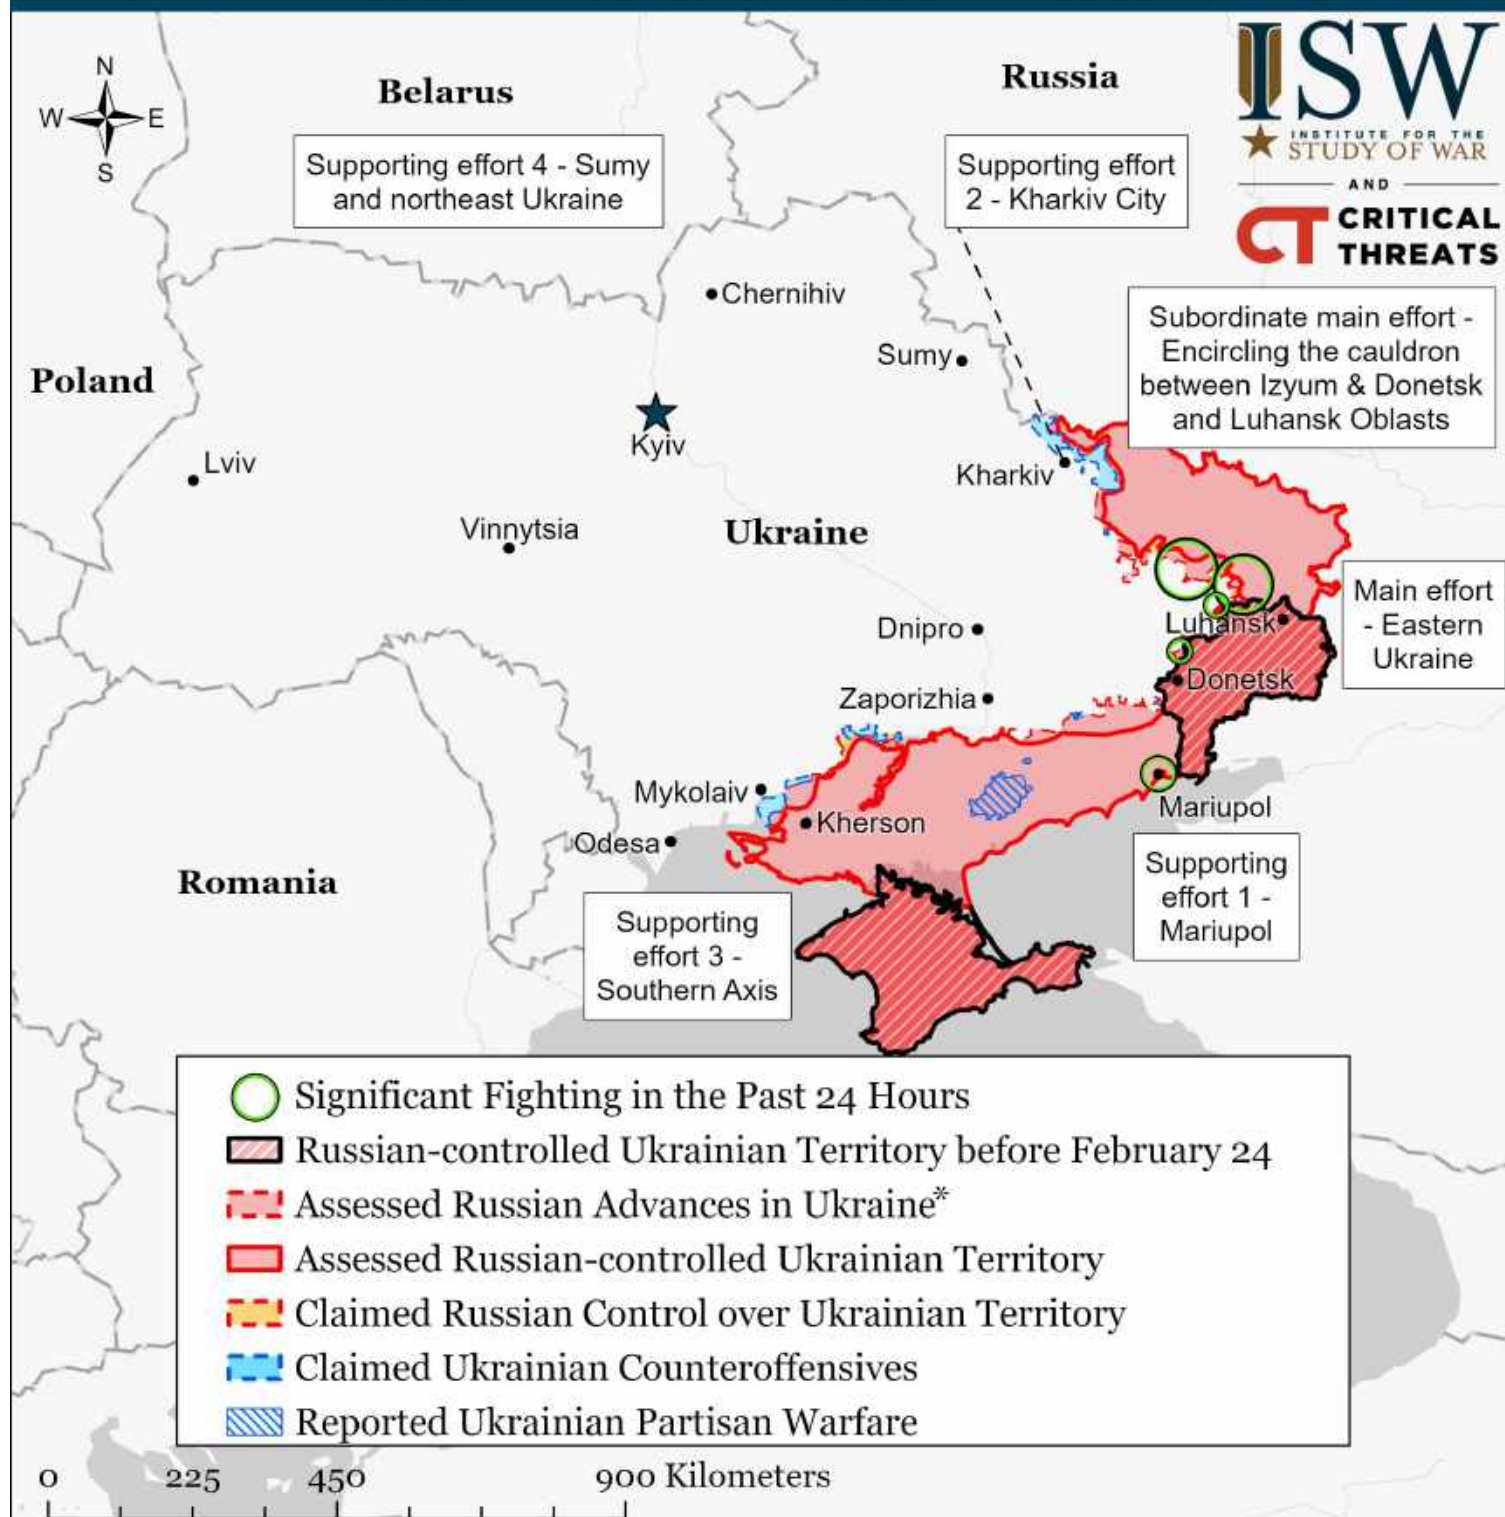 N
W
E
S
Belarus
Russia
ISW
INSTITUTE FOR THE
STUDY OF WAR
AND
CT CRITICAL
THREATS
Supporting effort 4 - Sumy
and northeast Ukraine
Supporting effort
2 - Kharkiv City
Subordinate main effort -
Encircling the cauldron
between Izyum & Donetsk
and Luhansk Oblasts
Chernihiv
Sumy
Poland
Kyiv
Lviv
Kharkiv
Vinnytsia
Ukraine
Main effort
- Eastern
Ukraine
Dnipro
Luhansk
Donetsk
Zaporizhia
Mykolaiv
Mariupol
Kherson
Odesa
Romania
Supporting
effort 1 -
Mariupol
Supporting
effort 3 -
Southern Axis
Significant Fighting in the Past 24 Hours
Russian-controlled Ukrainian Territory before February 24
Assessed Russian Advances in Ukraine*
Assessed Russian-controlled Ukrainian Territory
Claimed Russian Control over Ukrainian Territory
Claimed Ukrainian Counteroffensives
Reported Ukrainian Partisan Warfare
0 225 450 900 Kilometers